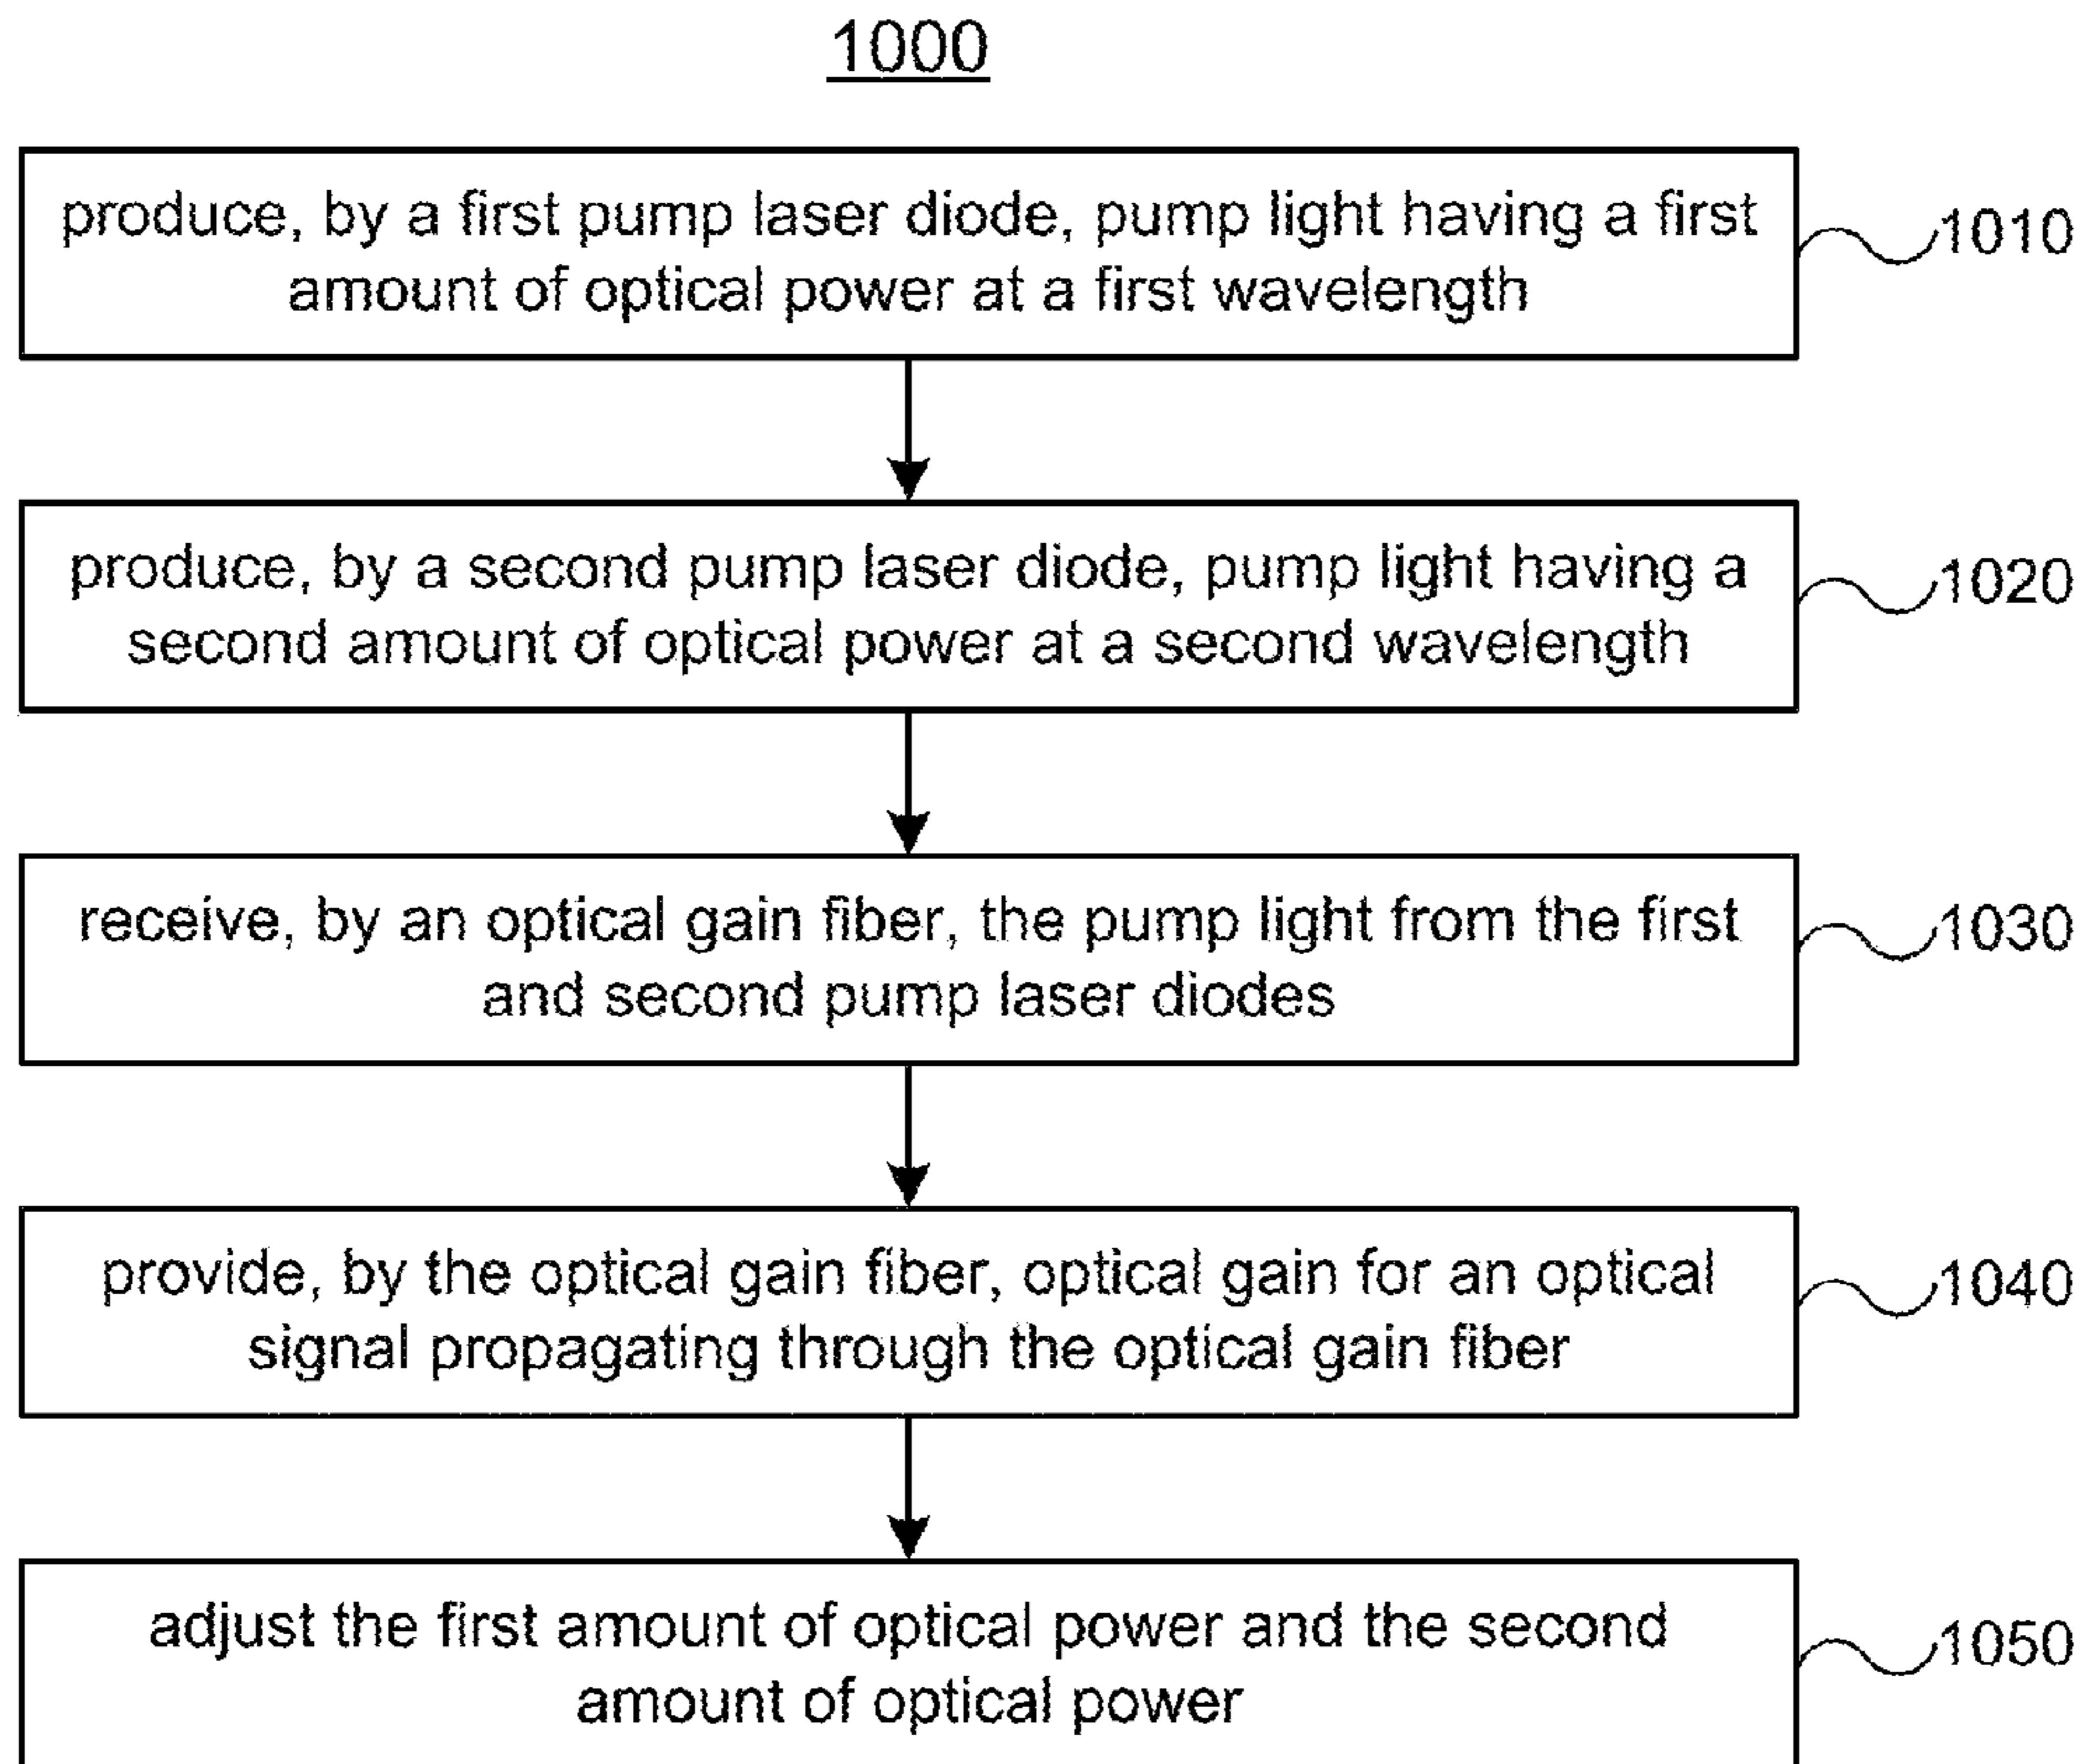 1000
produce, by a first pump laser diode, pump light having a first
amount of optical power at a first wavelength
1010
produce, by a second pump laser diode, pump light having a
second amount of optical power at a second wavelength
1020
receive, by an optical gain fiber, the pump light from the first
and second pump laser diodes
1030
provide, by the optical gain fiber, optical gain for an optical
signal propagating through the optical gain fiber
1040
adjust the first amount of optical power and the second
amount of optical power
1050